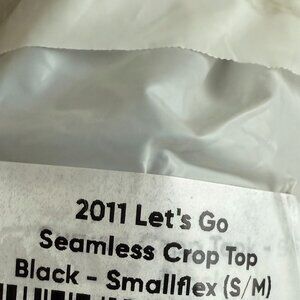 2011 Let's Go
Seamless Crop Top
Black - Smallflex (S/M)